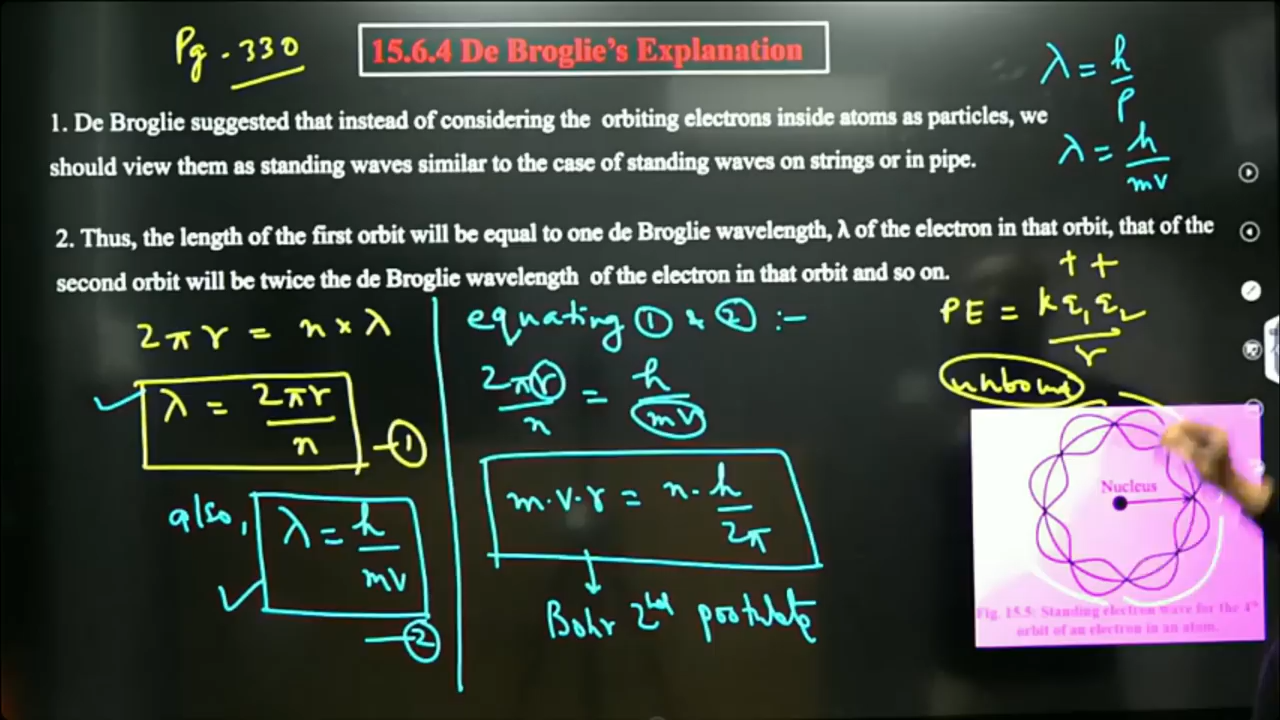 Pg - 330
15.6.4 De Broglie's Explanation
λ = h/p
λ = h/mv
1. De Broglie suggested that instead of considering the orbiting electrons inside atoms as particles, we
should view them as standing waves similar to the case of standing waves on strings or in pipe.
2. Thus, the length of the first orbit will be equal to one de Broglie wavelength, λ of the electron in that orbit, that of the
second orbit will be twice the de Broglie wavelength of the electron in that orbit and so on.
2πr = n × λ
λ = 2πr/n —①
also, λ = h/mv
—②
equating ① & ② :-
2πr/n = h/mv
m.v.r = n.h/2π
Bohr 2nd postulate
+ +
PE = kq₁q₂/r
unbound
Nucleus
Fig. 15.5: Standing electron wave for the 4th
orbit of an electron in an atom.